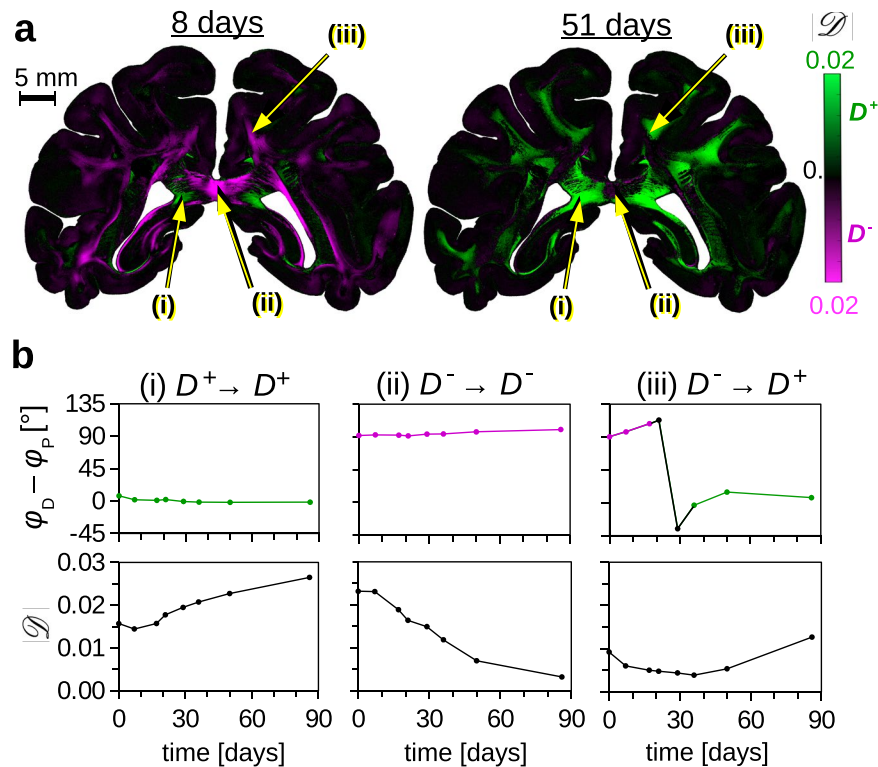 a
8 days
51 days
|𝒟|
(iii)
(iii)
5 mm
0.02
D⁺
0.
D⁻
0.02
(i)
(ii)
(i)
(ii)
b
(i) D⁺ → D⁺
(ii) D⁻ → D⁻
(iii) D⁻ → D⁺
φ_D − φ_P [°]
135
90
45
0
-45
|𝒟|
0.03
0.02
0.01
0.00
0 30 60 90
0 30 60 90
0 30 60 90
time [days]
time [days]
time [days]